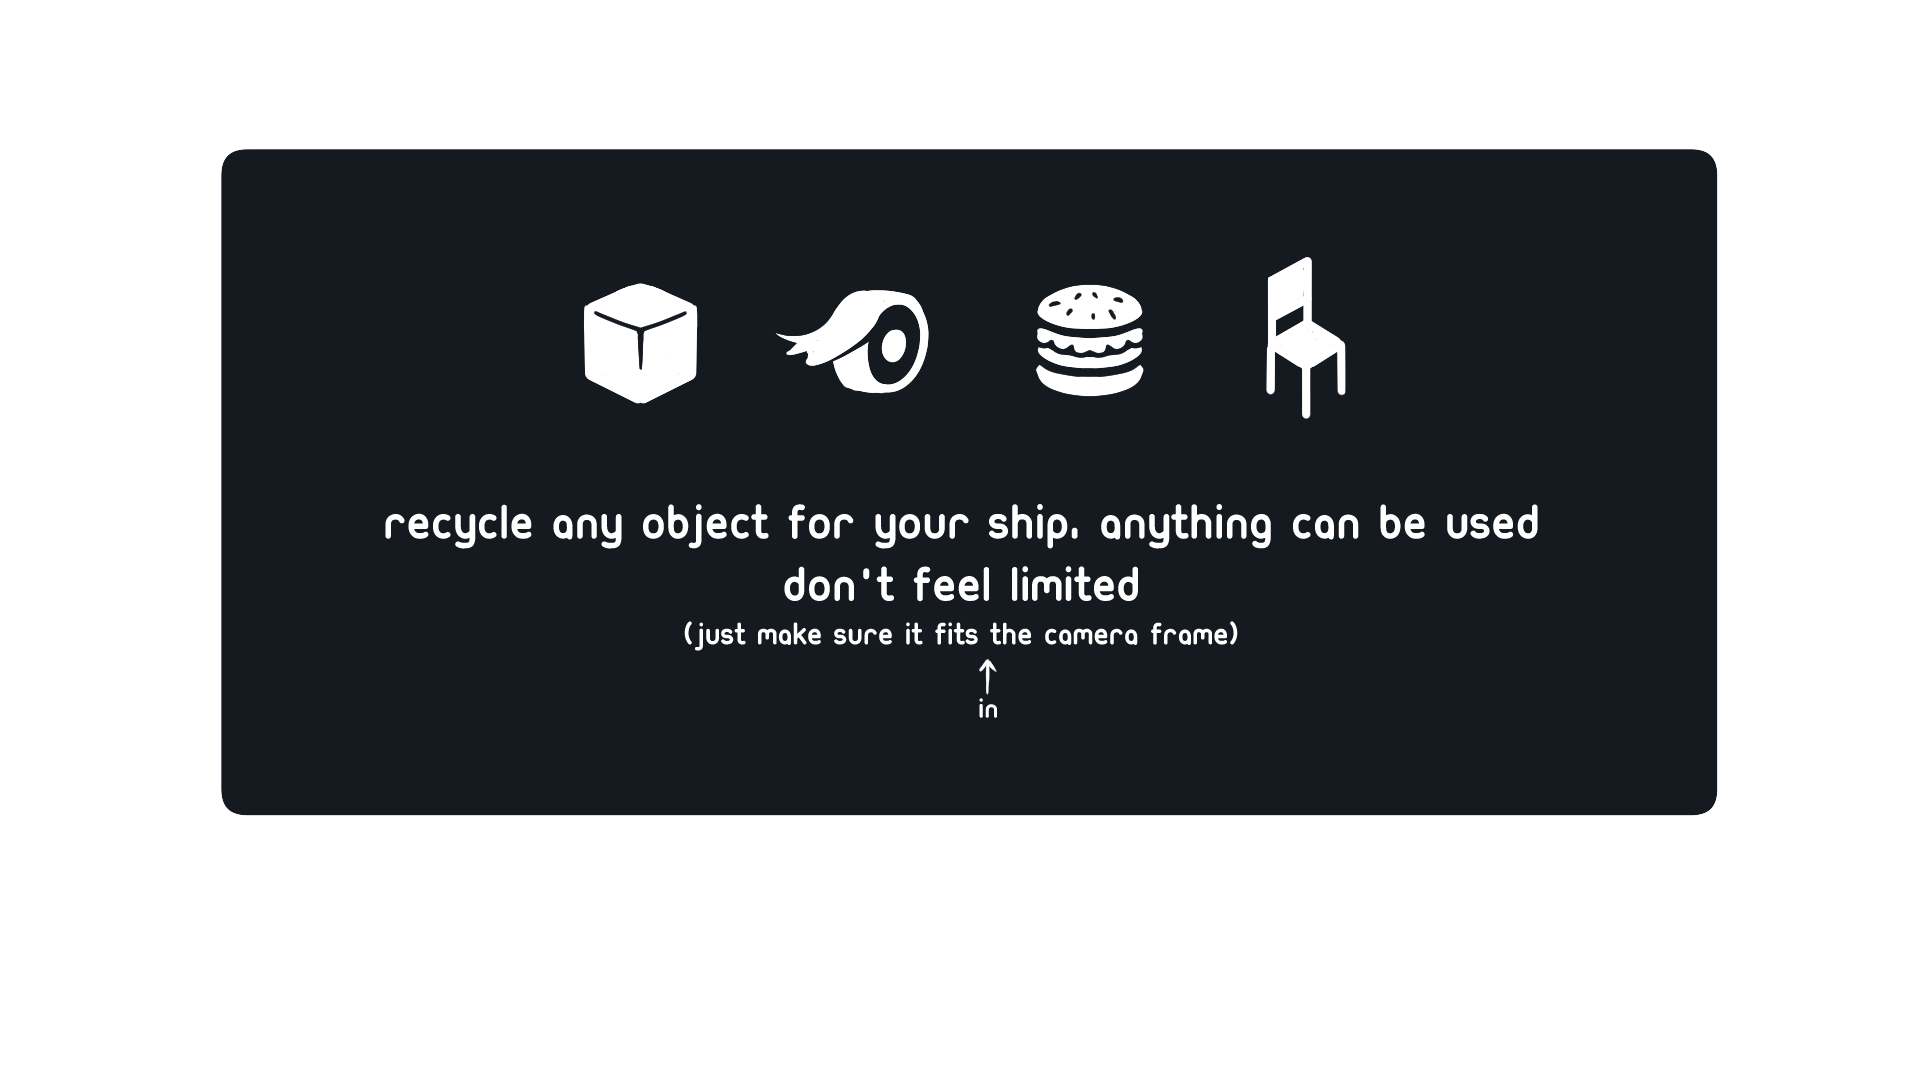 recycle any object for your ship. anything can be used
don't feel limited
(just make sure it fits the camera frame)
in